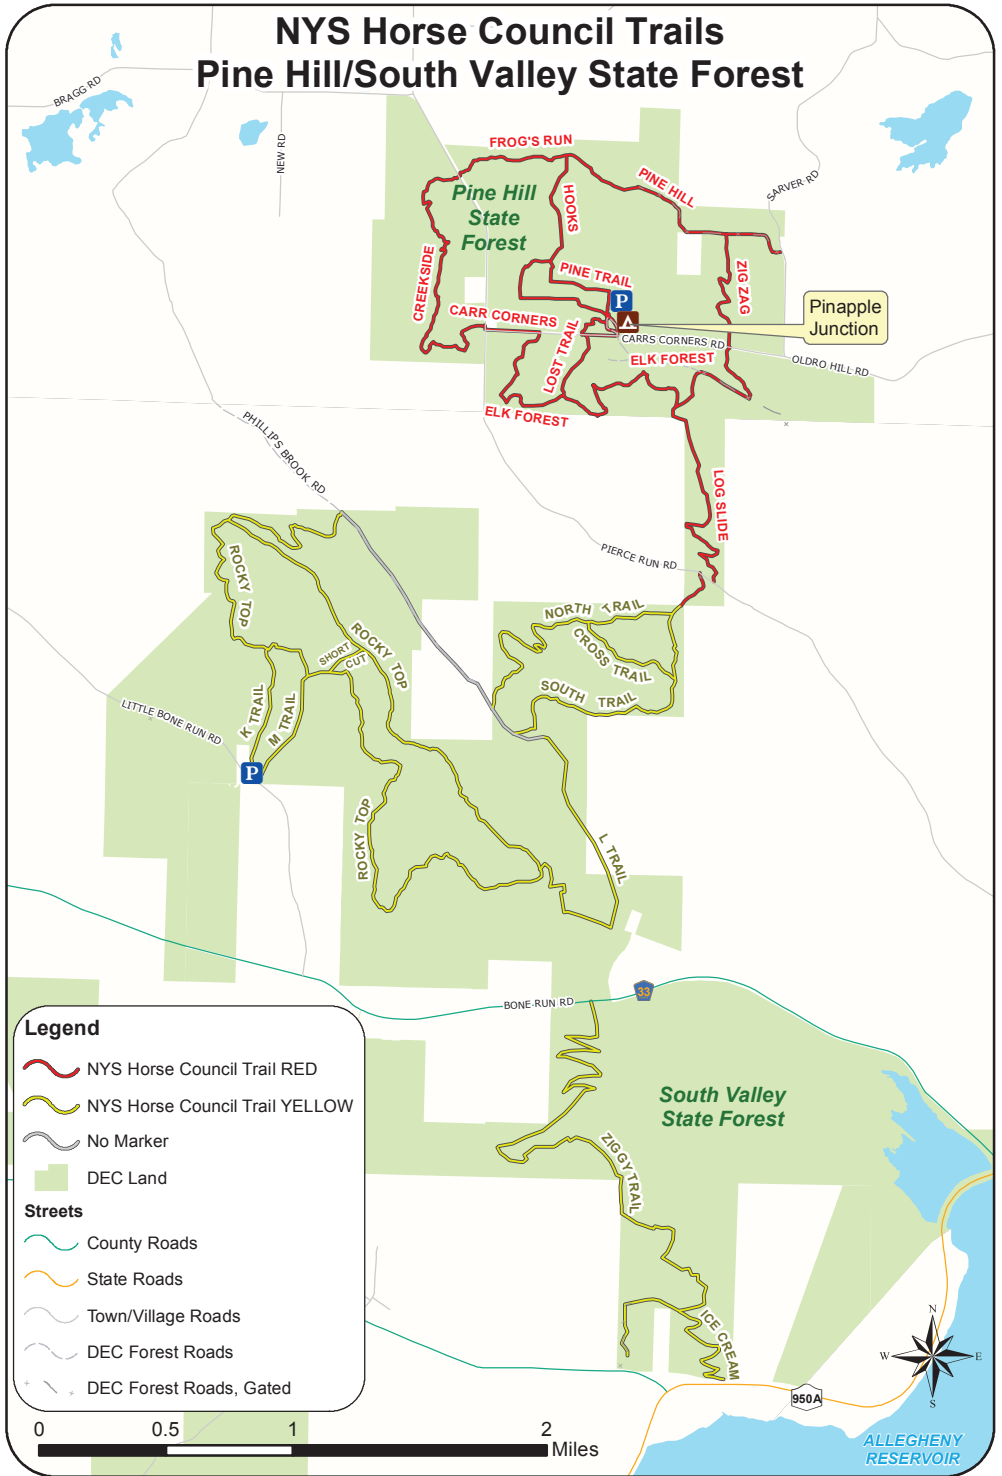 NYS Horse Council Trails
Pine Hill/South Valley State Forest
BRAGG RD
NEW RD
FROG'S RUN
PINE HILL
SARVER RD
Pine Hill
State
Forest
HOOKS
CREEKSIDE
PINE TRAIL
ZIG ZAG
P
Pinapple
Junction
CARR CORNERS
CARRS CORNERS RD
LOST TRAIL
ELK FOREST
OLDRO HILL RD
ELK FOREST
PHILLIPS BROOK RD
LOG SLIDE
PIERCE RUN RD
ROCKY TOP
NORTH TRAIL
CROSS TRAIL
SHORT
CUT
ROCKY TOP
SOUTH TRAIL
K TRAIL
M TRAIL
LITTLE BONE RUN RD
P
ROCKY TOP
L TRAIL
33
BONE RUN RD
South Valley
State Forest
ZIGGY TRAIL
ICE CREAM
950A
N
W
E
S
ALLEGHENY
RESERVOIR
Legend
NYS Horse Council Trail RED
NYS Horse Council Trail YELLOW
No Marker
DEC Land
Streets
County Roads
State Roads
Town/Village Roads
DEC Forest Roads
DEC Forest Roads, Gated
0 0.5 1 2
Miles